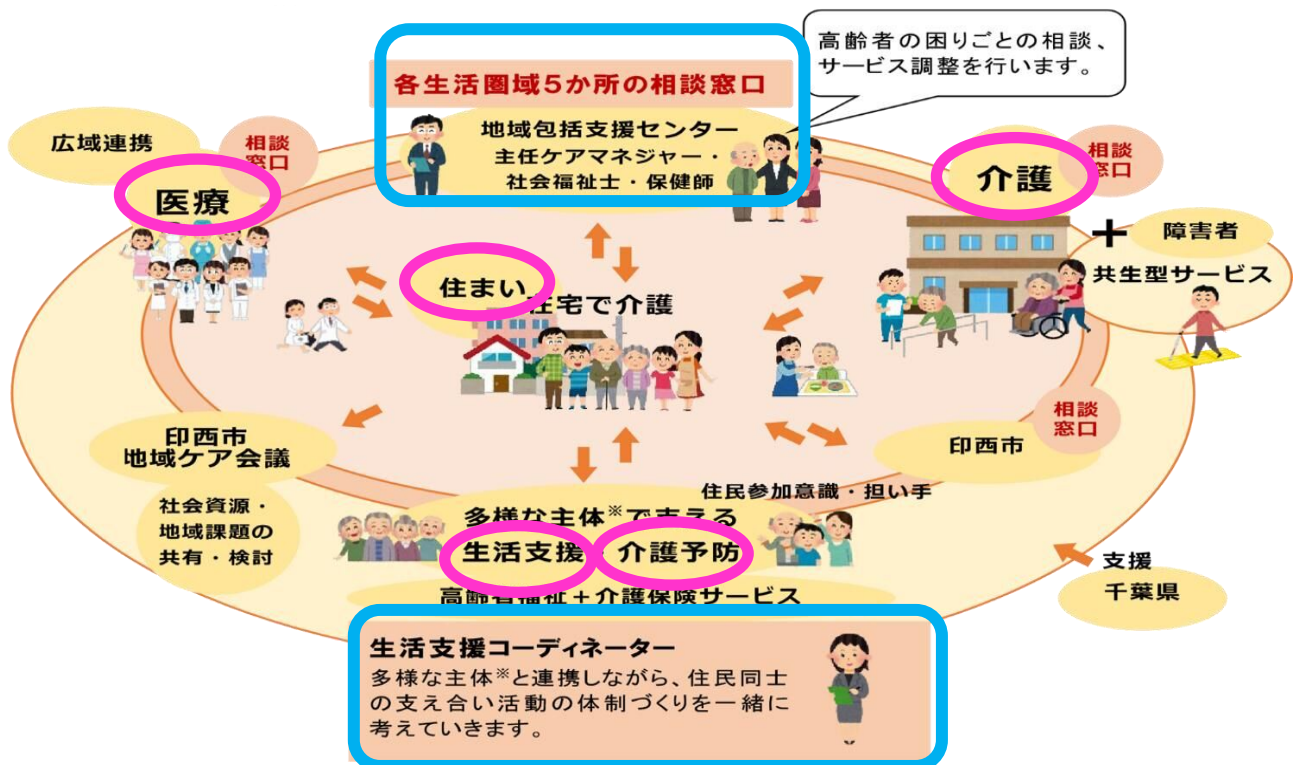 高齢者の困りごとの相談、
サービス調整を行います。
各生活圏域5か所の相談窓口
地域包括支援センター
主任ケアマネジャー・
社会福祉士・保健師
広域連携
相談
窓口
医療
相談
窓口
介護
+
障害者
共生型サービス
住まい
在宅で介護
印西市
地域ケア会議
社会資源・
地域課題の
共有・検討
相談
窓口
印西市
住民参加意識・担い手
多様な主体※で支える
生活支援・介護予防
高齢者福祉+介護保険サービス
支援
千葉県
生活支援コーディネーター
多様な主体※と連携しながら、住民同士
の支え合い活動の体制づくりを一緒に
考えていきます。